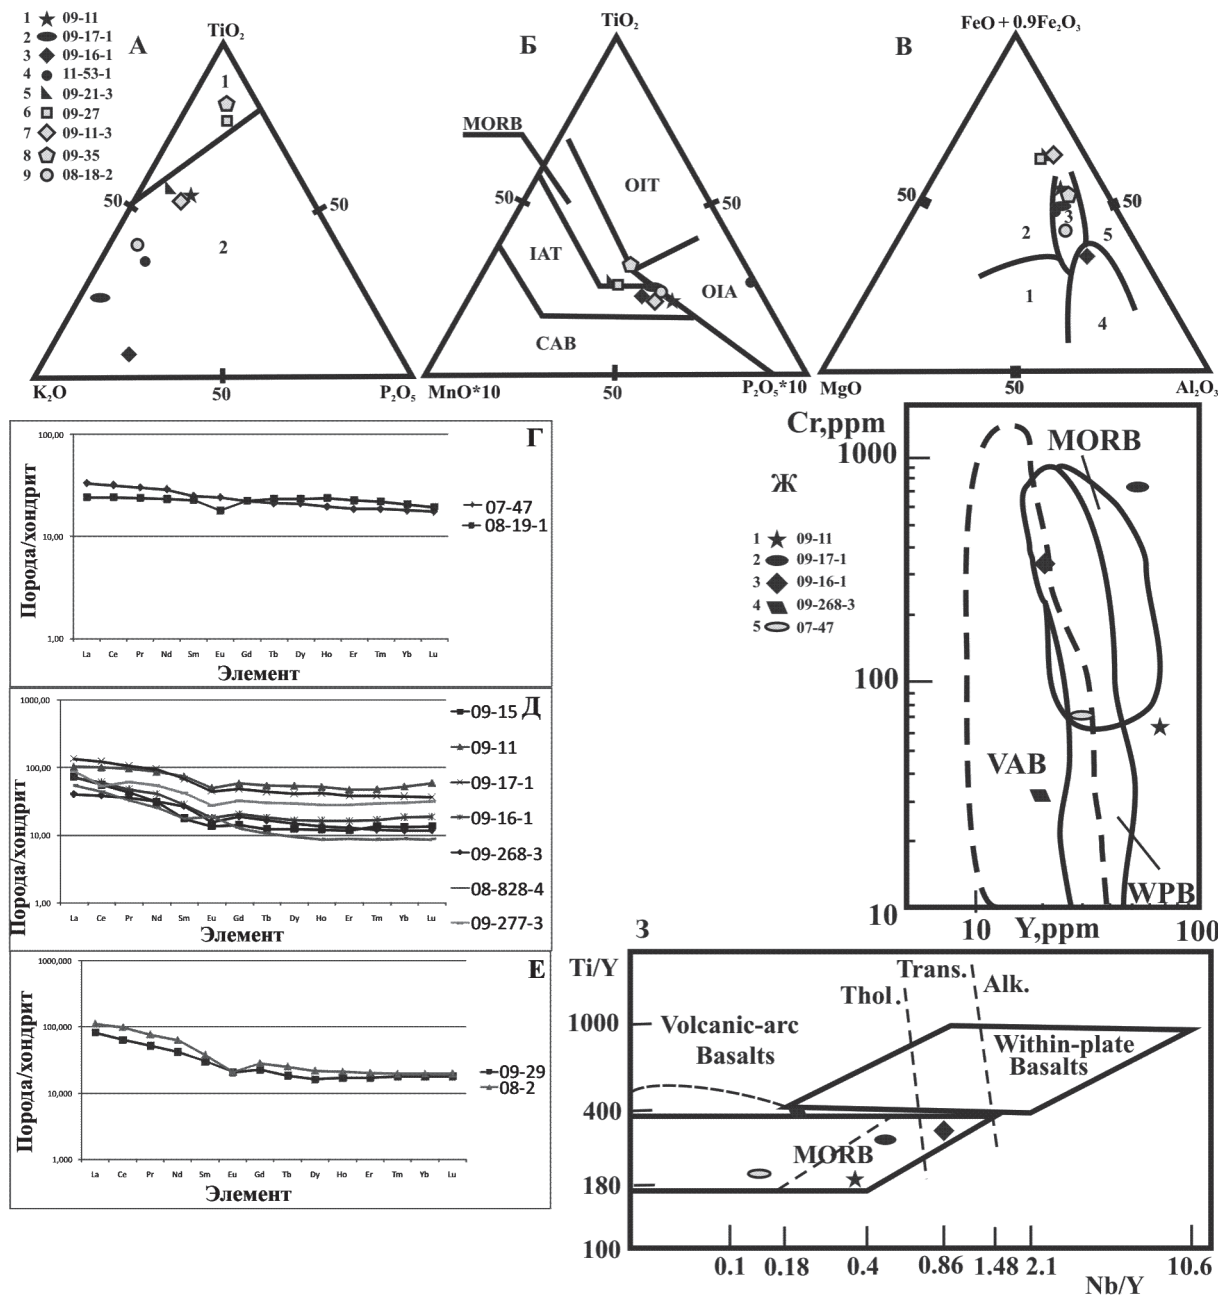 1 09-11
2 09-17-1
3 09-16-1
4 11-53-1
5 09-21-3
6 09-27
7 09-11-3
8 09-35
9 08-18-2
А
TiO₂
1
50
50
2
K₂O
50
P₂O₅
Б
TiO₂
MORB
50
50
OIT
IAT
OIA
CAB
MnO*10
50
P₂O₅*10
В
FeO + 0.9Fe₂O₃
50
50
2
3
5
1
4
MgO
50
Al₂O₃
Г
Порода/хондрит
100,00
10,00
1,00
La Ce Pr Nd Sm Eu Gd Tb Dy Ho Er Tm Yb Lu
Элемент
07-47
08-19-1
Д
Порода/хондрит
1000,00
100,00
10,00
1,00
La Ce Pr Nd Sm Eu Gd Tb Dy Ho Er Tm Yb Lu
Элемент
09-15
09-11
09-17-1
09-16-1
09-268-3
08-828-4
09-277-3
Е
Порода/хондрит
1000,000
100,000
10,000
1,000
La Ce Pr Nd Sm Eu Gd Tb Dy Ho Er Tm Yb Lu
Элемент
09-29
08-2
Ж
1 09-11
2 09-17-1
3 09-16-1
4 09-268-3
5 07-47
Cr,ppm
1000
100
10
MORB
VAB
WPB
10
Y,ppm
100
З
Ti/Y
1000
400
180
100
Volcanic-arc
Basalts
Thol.
Trans.
Alk.
Within-plate
Basalts
MORB
0.1 0.18 0.4 0.86 1.48 2.1 10.6
Nb/Y